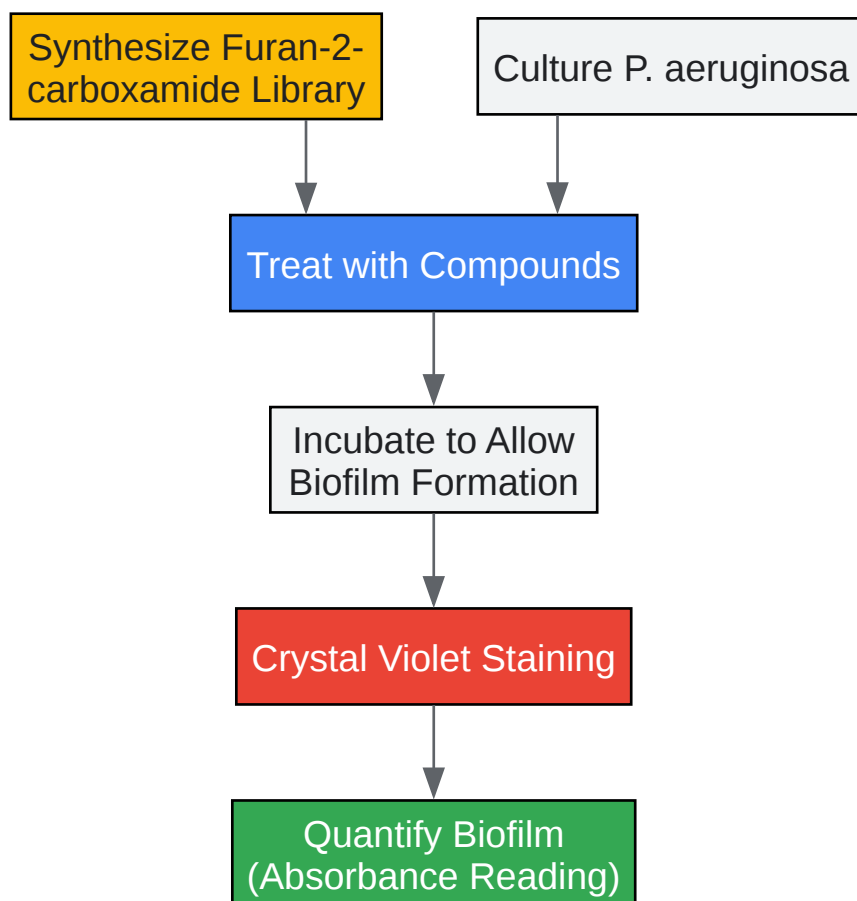 Synthesize Furan-2-
carboxamide Library
Culture P. aeruginosa
Treat with Compounds
Incubate to Allow
Biofilm Formation
Crystal Violet Staining
Quantify Biofilm
(Absorbance Reading)